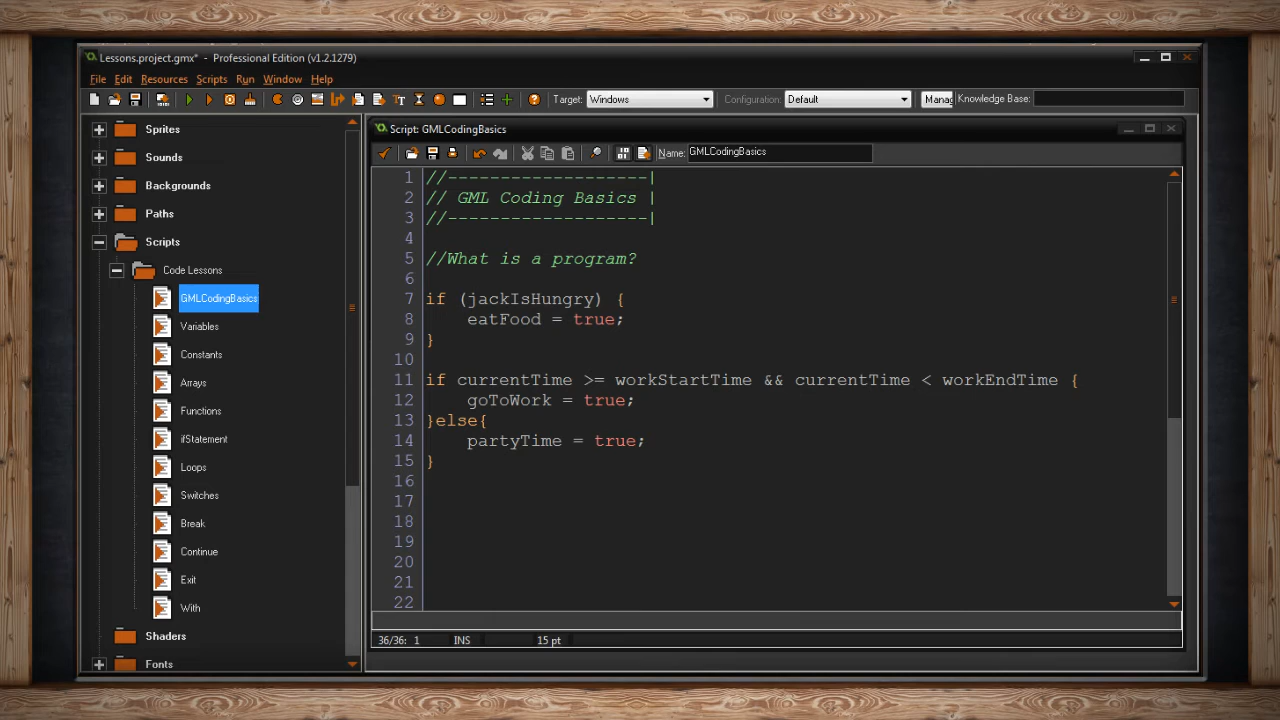 Lessons.project.gmx* - Professional Edition (v1.2.1279)
File Edit Resources Scripts Run Window Help
Target: Windows Configuration: Default Manag Knowledge Base:
Sprites
Sounds
Backgrounds
Paths
Scripts
Code Lessons
GMLCodingBasics
Variables
Constants
Arrays
Functions
ifStatement
Loops
Switches
Break
Continue
Exit
With
Shaders
Fonts
Script: GMLCodingBasics
Name: GMLCodingBasics
1 //-------------------|
2 // GML Coding Basics |
3 //-------------------|
4
5 //What is a program?
6
7 if (jackIsHungry) {
8     eatFood = true;
9 }
10
11 if currentTime >= workStartTime && currentTime < workEndTime {
12     goToWork = true;
13 }else{
14     partyTime = true;
15 }
16
17
18
19
20
21
22
36/36: 1 INS 15 pt